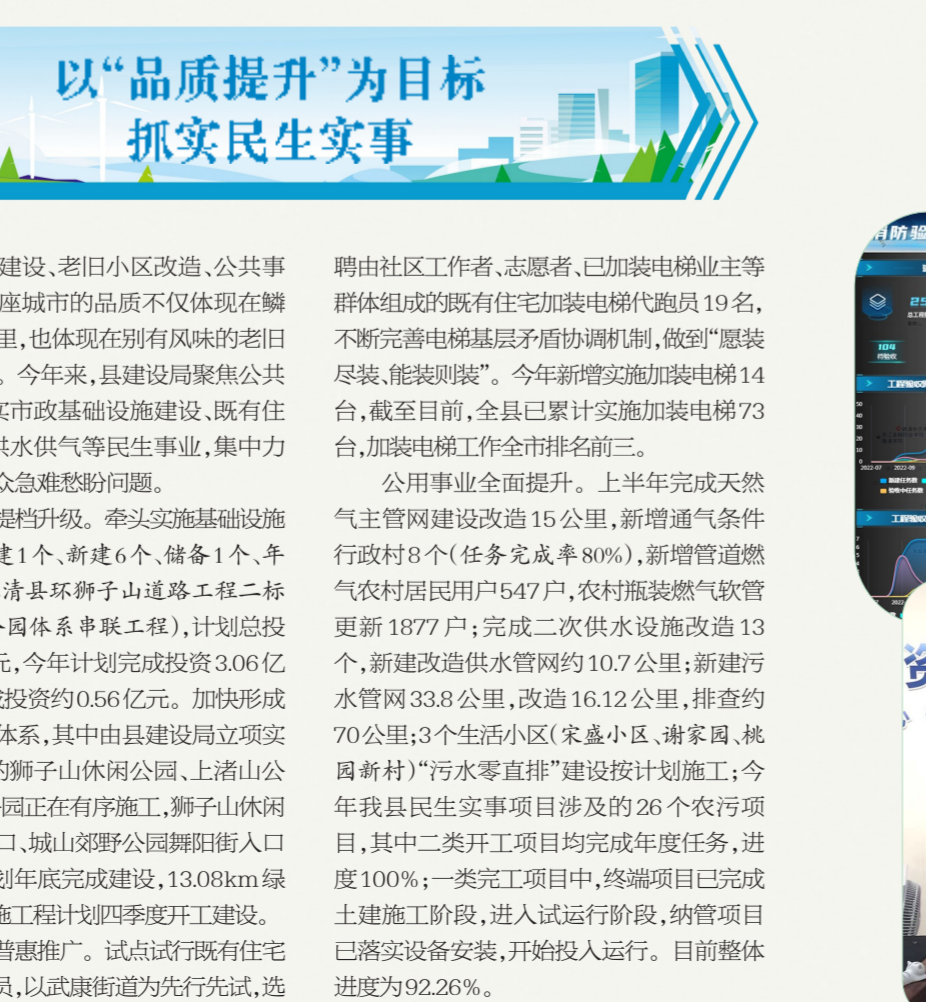 以“品质提升”为目标
抓实民生实事
建设、老旧小区改造、公共事
座城市的品质不仅体现在鳞
里,也体现在别有风味的老旧
。今年来,县建设局聚焦公共
实市政基础设施建设、既有住
供水供气等民生事业,集中力
众急难愁盼问题。
提档升级。牵头实施基础设施
建1个、新建6个、储备1个、年
清县环狮子山道路工程二标
公园体系串联工程),计划总投
元,今年计划完成投资3.06亿
成投资约0.56亿元。加快形成
体系,其中由县建设局立项实
的狮子山休闲公园、上渚山公
园正在有序施工,狮子山休闲
口、城山郊野公园舞阳街入口
划年底完成建设,13.08km绿
施工程计划四季度开工建设。
普惠推广。试点试行既有住宅
员,以武康街道为先行先试,选
聘由社区工作者、志愿者、已加装电梯业主等
群体组成的既有住宅加装电梯代跑员19名,
不断完善电梯基层矛盾协调机制,做到“愿装
尽装、能装则装”。今年新增实施加装电梯14
台,截至目前,全县已累计实施加装电梯73
台,加装电梯工作全市排名前三。
公用事业全面提升。上半年完成天然
气主管网建设改造15公里,新增通气条件
行政村8个(任务完成率80%),新增管道燃
气农村居民用户547户,农村瓶装燃气软管
更新1877户;完成二次供水设施改造13
个,新建改造供水管网约10.7公里;新建污
水管网33.8公里,改造16.12公里,排查约
70公里;3个生活小区(宋盛小区、谢家园、桃
园新村)“污水零直排”建设按计划施工;今
年我县民生实事项目涉及的26个农污项
目,其中二类开工项目均完成年度任务,进
度100%;一类完工项目中,终端项目已完成
土建施工阶段,进入试运行阶段,纳管项目
已落实设备安装,开始投入运行。目前整体
进度为92.26%。
消防验
104
待验收
工程验收
2022-07 2022-09
新建任务数
验收中任务数
工程验收
资